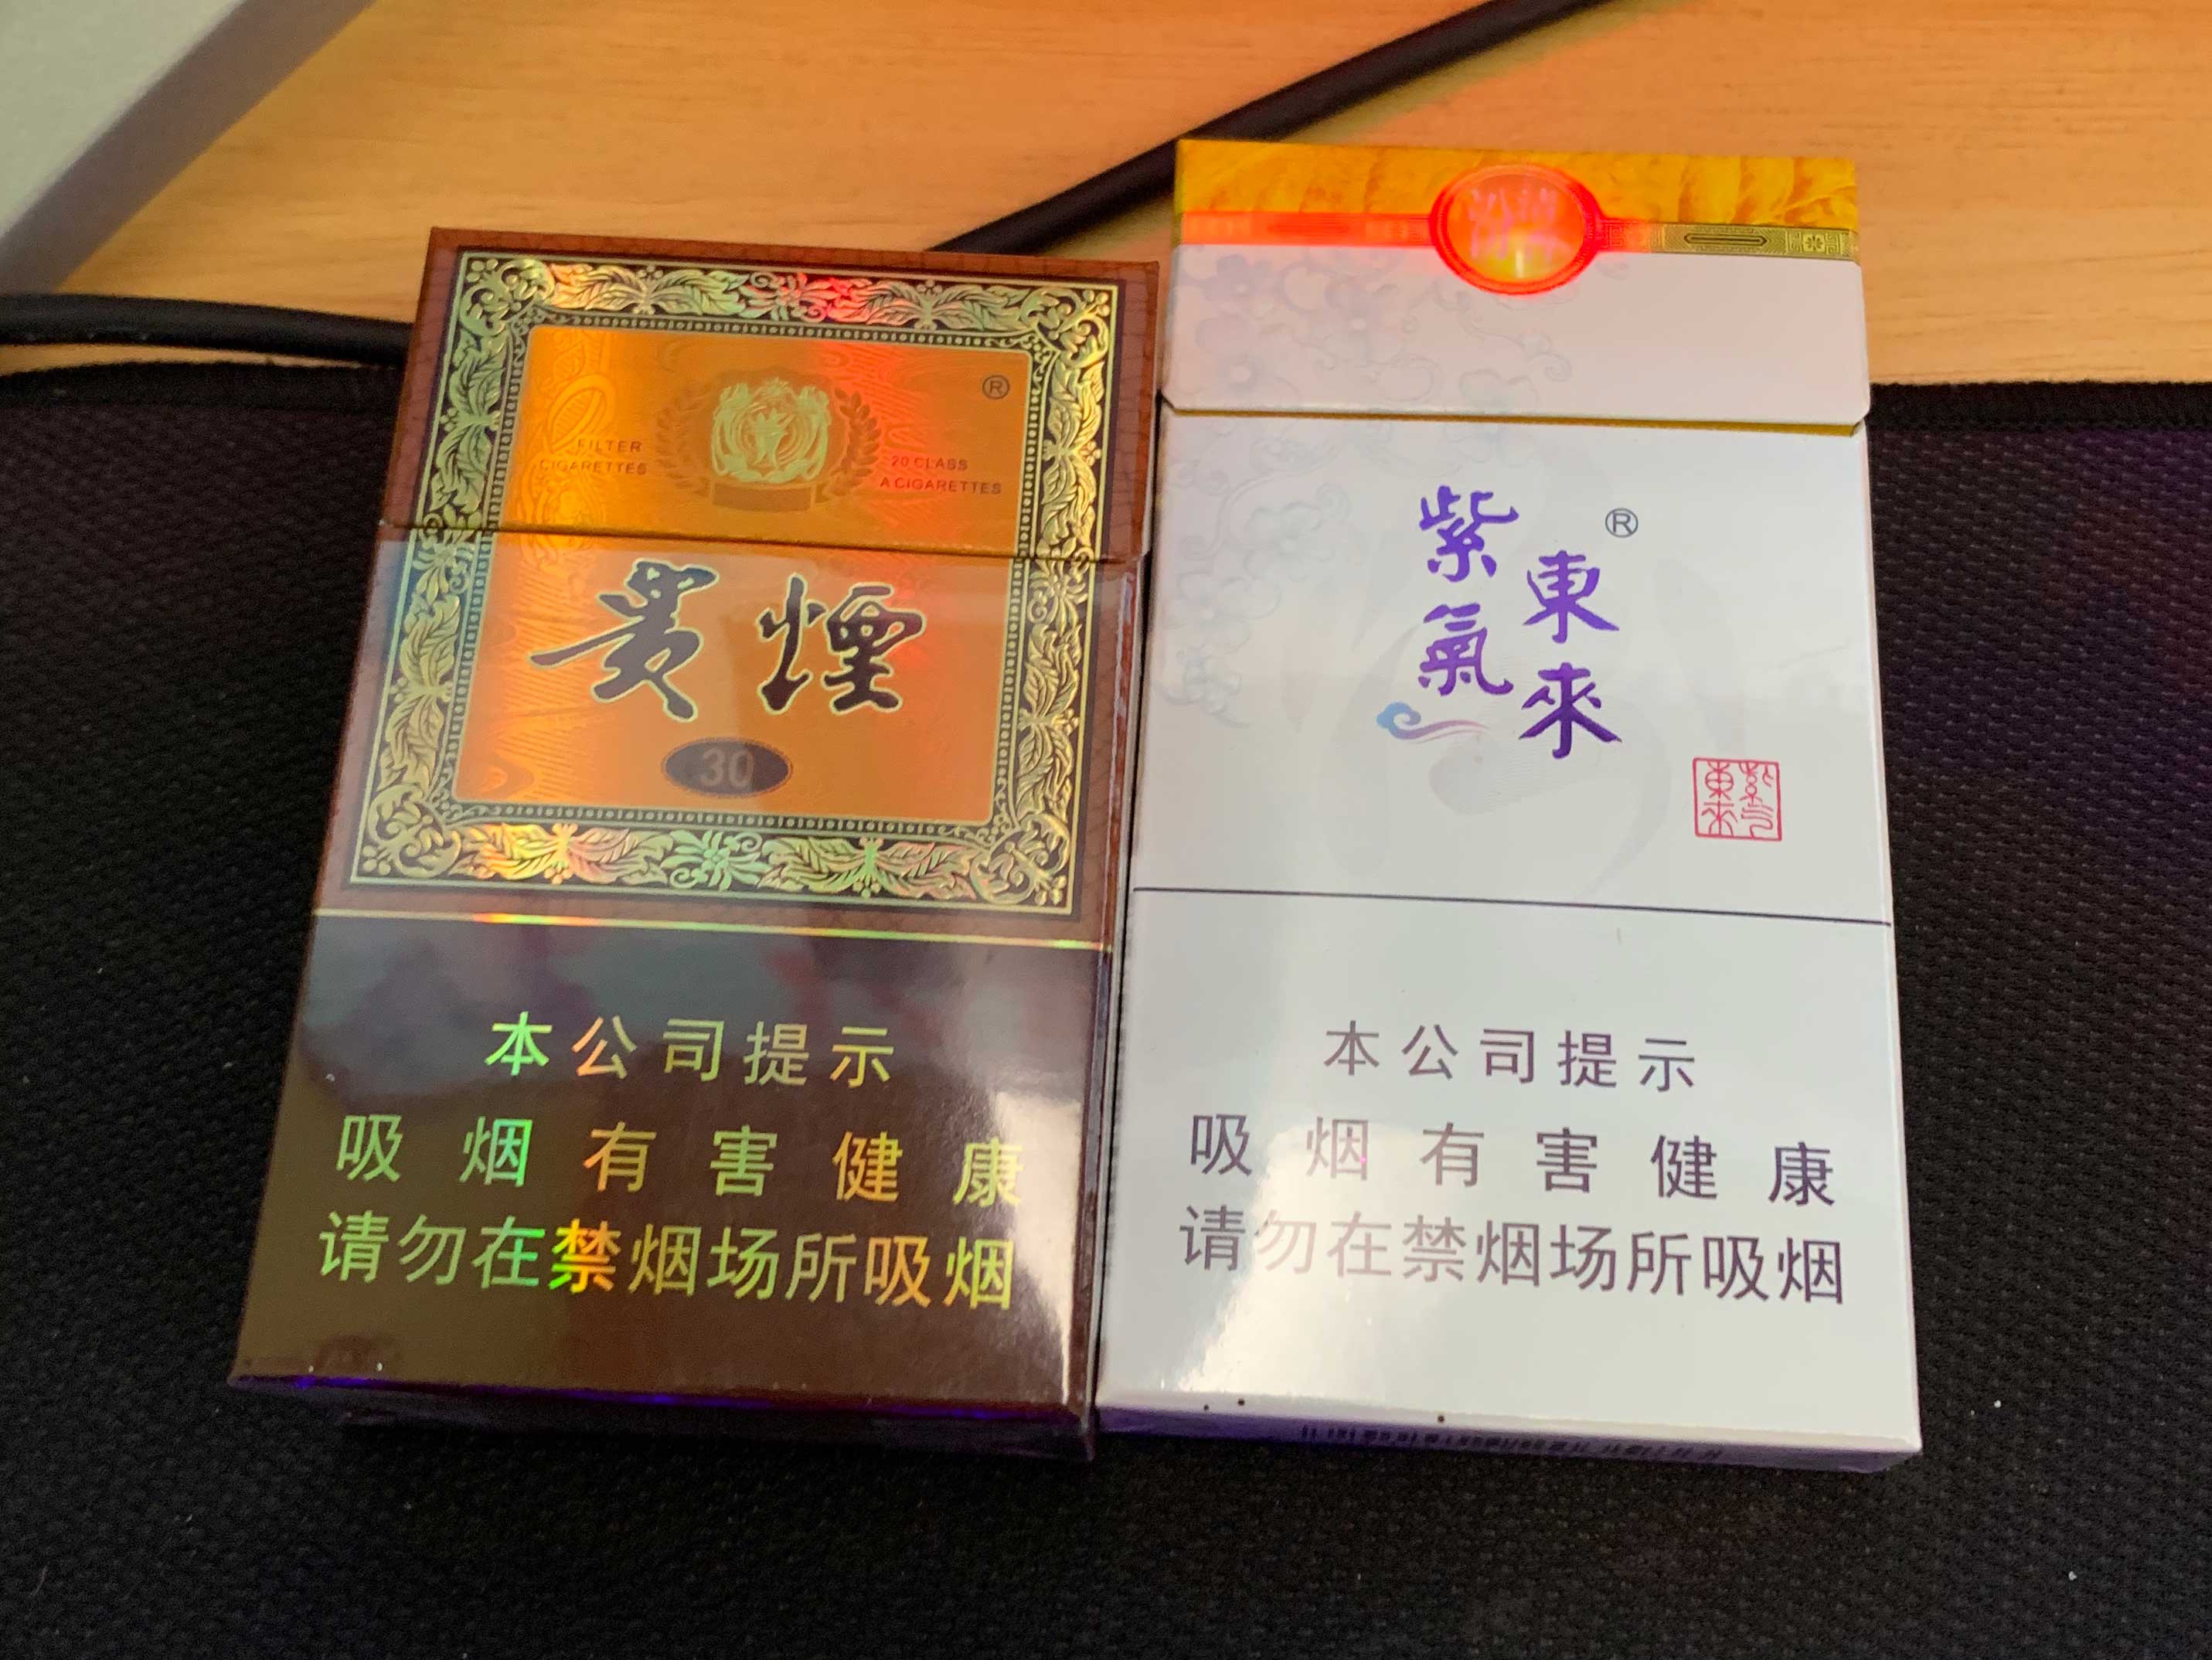 FILTER
CIGARETTES
20 CLASS
A CIGARETTES
®
貴煙
30
本公司提示
吸烟有害健康
请勿在禁烟场所吸烟
紫氣
東來
®
本公司提示
吸烟有害健康
请勿在禁烟场所吸烟